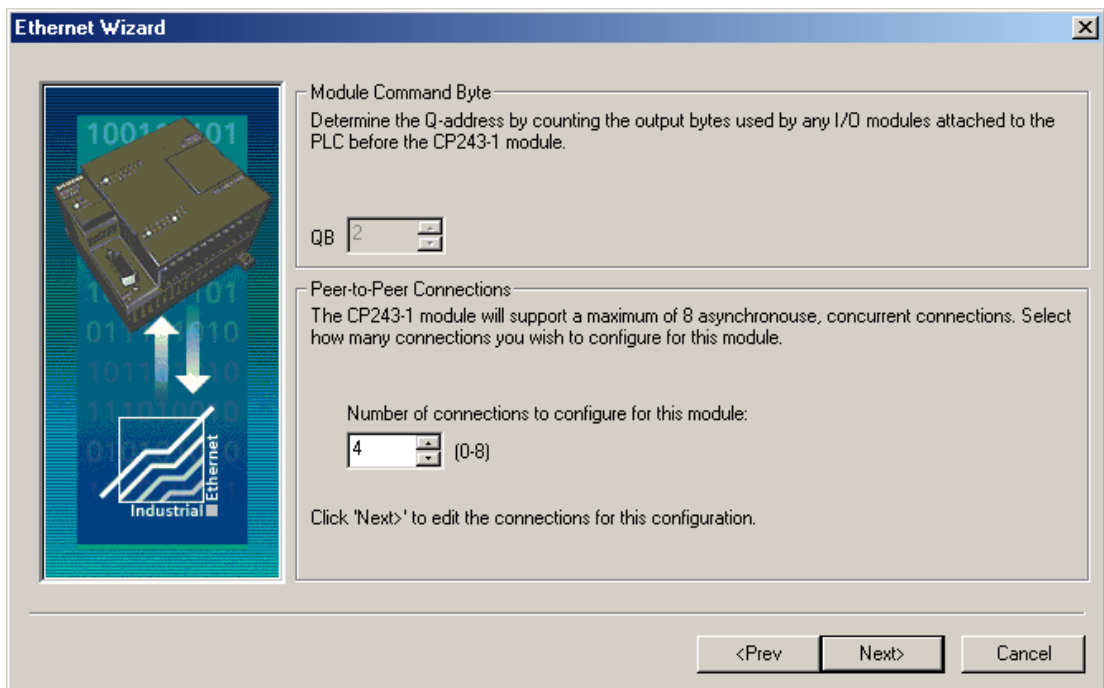 Ethernet Wizard
Module Command Byte
Determine the Q-address by counting the output bytes used by any I/O modules attached to the
PLC before the CP243-1 module.
QB 2
Peer-to-Peer Connections
The CP243-1 module will support a maximum of 8 asynchronouse, concurrent connections. Select
how many connections you wish to configure for this module.
Number of connections to configure for this module:
4 (0-8)
Click 'Next>' to edit the connections for this configuration.
Industrial
Ethernet
<Prev
Next>
Cancel